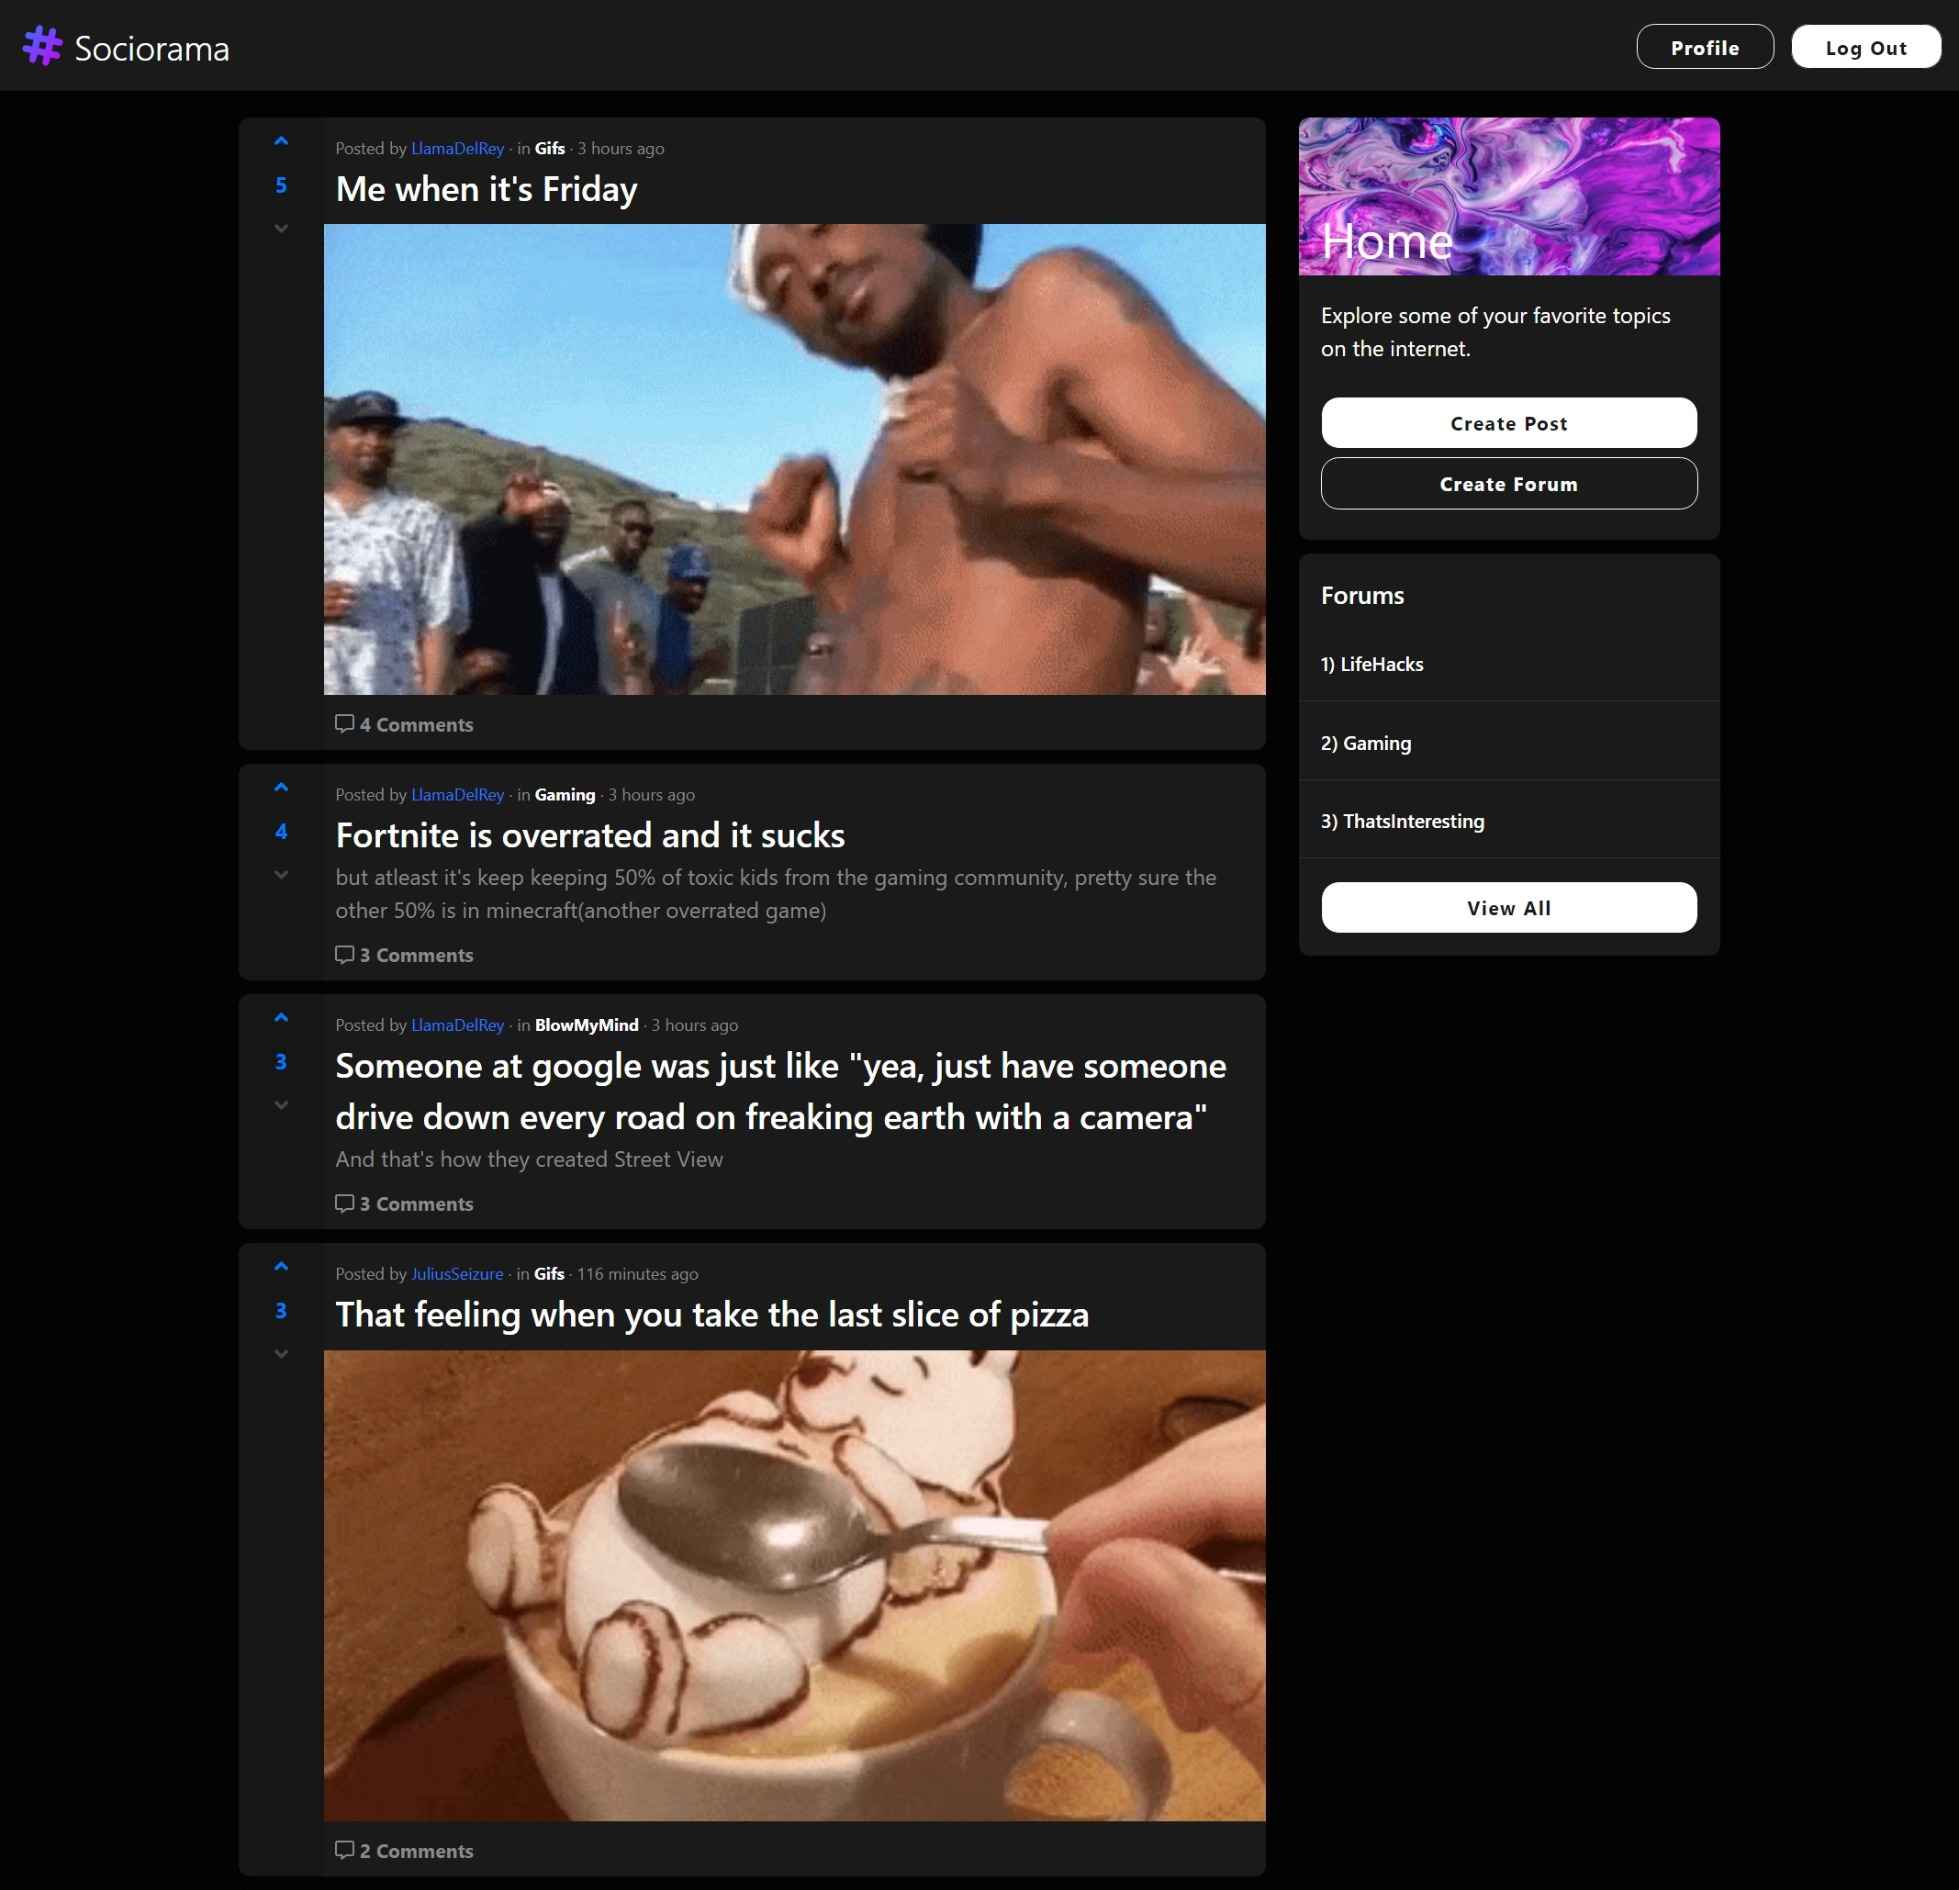 Sociorama
Profile
Log Out
5
Posted by LlamaDelRey · in Gifs · 3 hours ago
Me when it's Friday
4 Comments
4
Posted by LlamaDelRey · in Gaming · 3 hours ago
Fortnite is overrated and it sucks
but atleast it's keep keeping 50% of toxic kids from the gaming community, pretty sure the
other 50% is in minecraft(another overrated game)
3 Comments
3
Posted by LlamaDelRey · in BlowMyMind · 3 hours ago
Someone at google was just like "yea, just have someone
drive down every road on freaking earth with a camera"
And that's how they created Street View
3 Comments
3
Posted by JuliusSeizure · in Gifs · 116 minutes ago
That feeling when you take the last slice of pizza
2 Comments
Home
Explore some of your favorite topics
on the internet.
Create Post
Create Forum
Forums
1) LifeHacks
2) Gaming
3) ThatsInteresting
View All